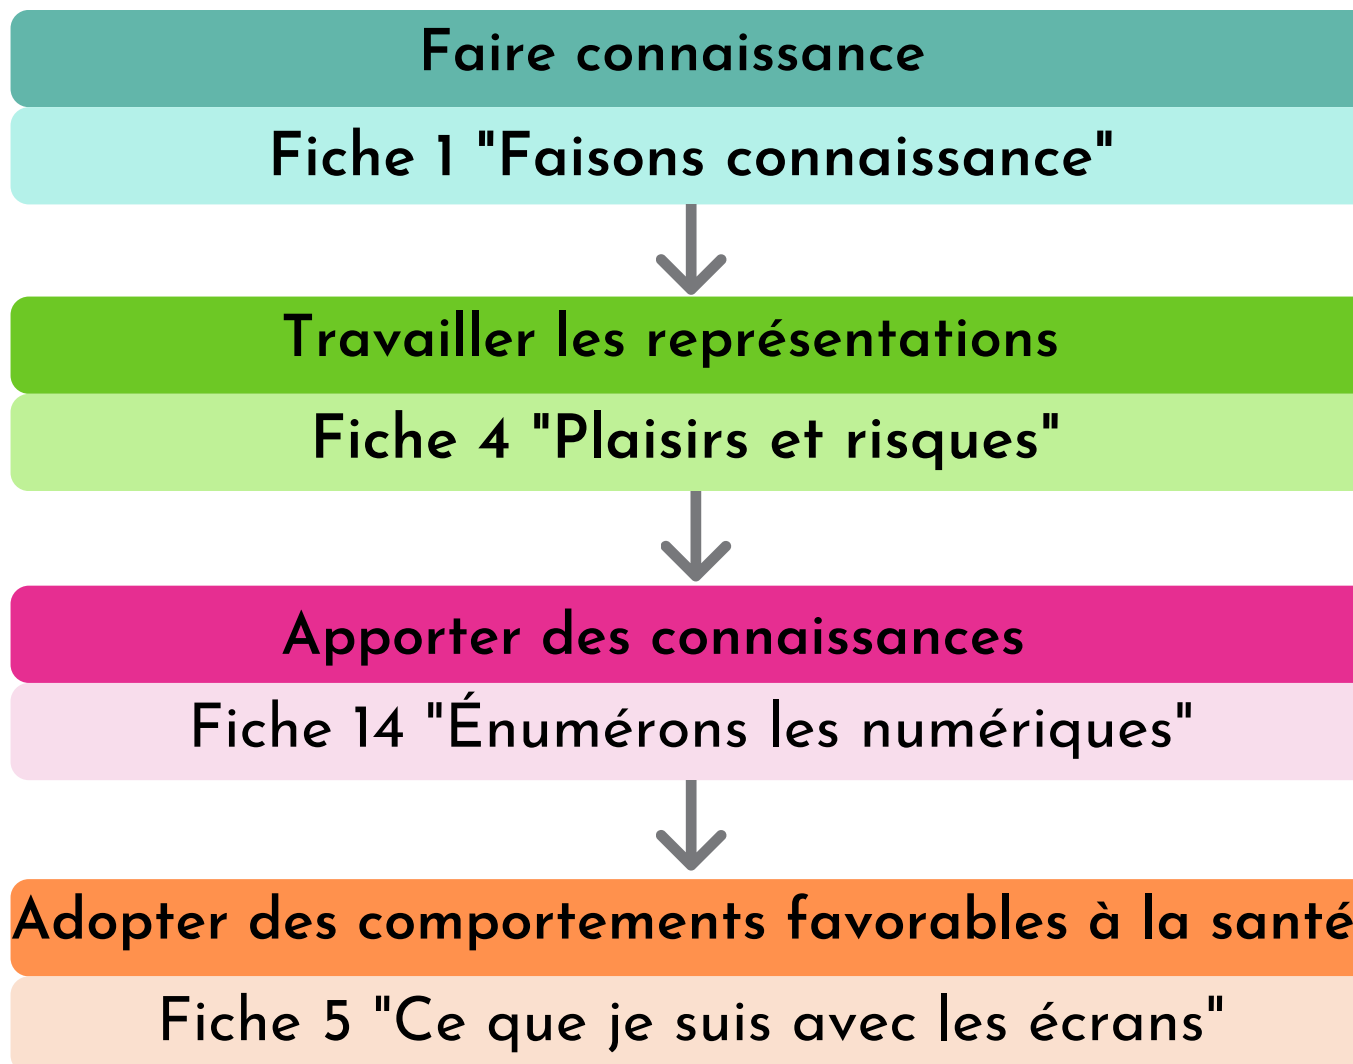 Faire connaissance
Fiche 1 "Faisons connaissance"
Travailler les représentations
Fiche 4 "Plaisirs et risques"
Apporter des connaissances
Fiche 14 "Énumérons les numériques"
Adopter des comportements favorables à la santé
Fiche 5 "Ce que je suis avec les écrans"